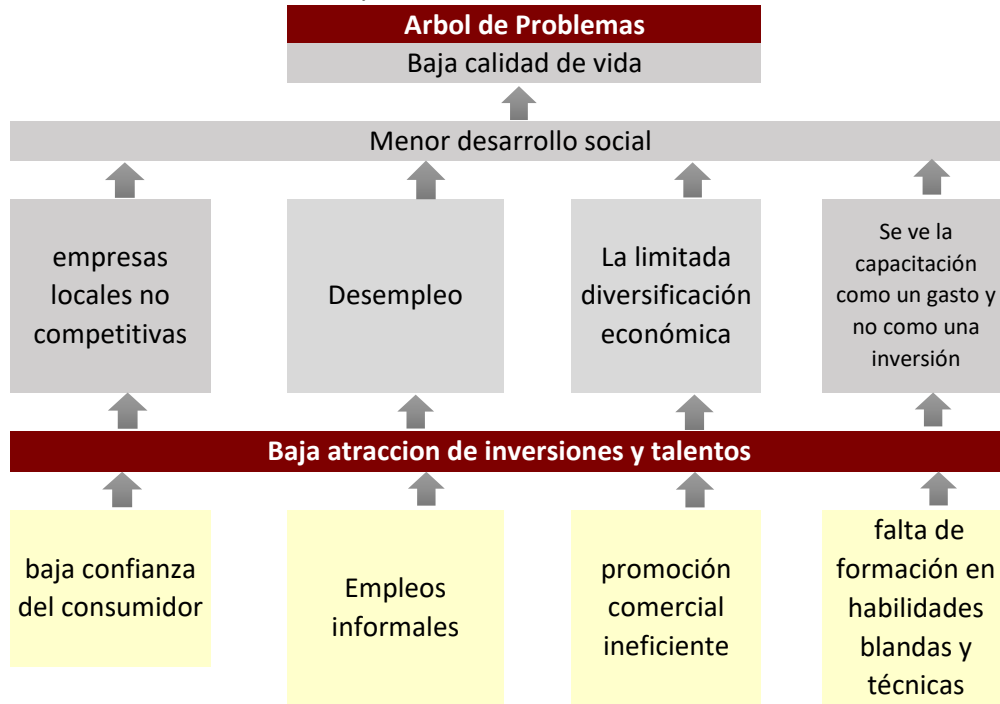 Arbol de Problemas
Baja calidad de vida
Menor desarrollo social
empresas
locales no
competitivas
Desempleo
La limitada
diversificación
económica
Se ve la
capacitación
como un gasto y
no como una
inversión
Baja atraccion de inversiones y talentos
baja confianza
del consumidor
Empleos
informales
promoción
comercial
ineficiente
falta de
formación en
habilidades
blandas y
técnicas